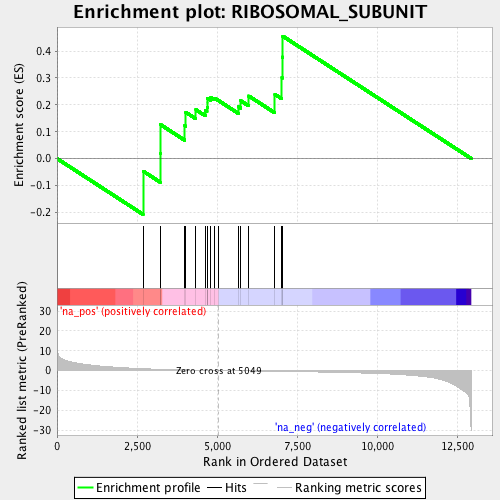 Enrichment plot: RIBOSOMAL_SUBUNIT
Enrichment score (ES)
0.4
0.3
0.2
0.1
0.0
-0.1
-0.2
'na_pos' (positively correlated)
Ranked list metric (PreRanked)
30
20
10
0
-10
-20
-30
Zero cross at 5049
'na_neg' (negatively correlated)
0 2,500 5,000 7,500 10,000 12,500
Rank in Ordered Dataset
Enrichment profile Hits Ranking metric scores